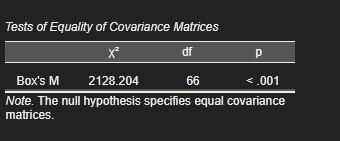 Tests of Equality of Covariance Matrices
χ² df p
Box's M 2128.204 66 < .001
Note. The null hypothesis specifies equal covariance
matrices.